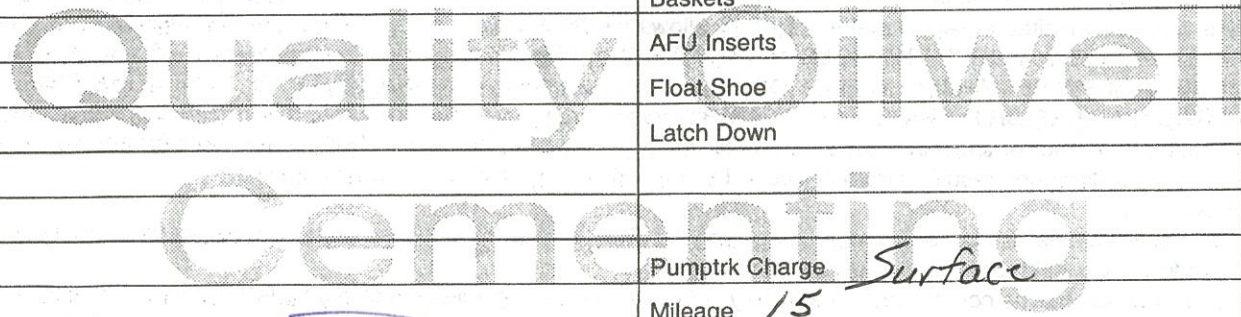 Baskets
AFU Inserts
Float Shoe
Latch Down
Quality Oilwell
Cementing
Pumptrk Charge Surface
Mileage 15